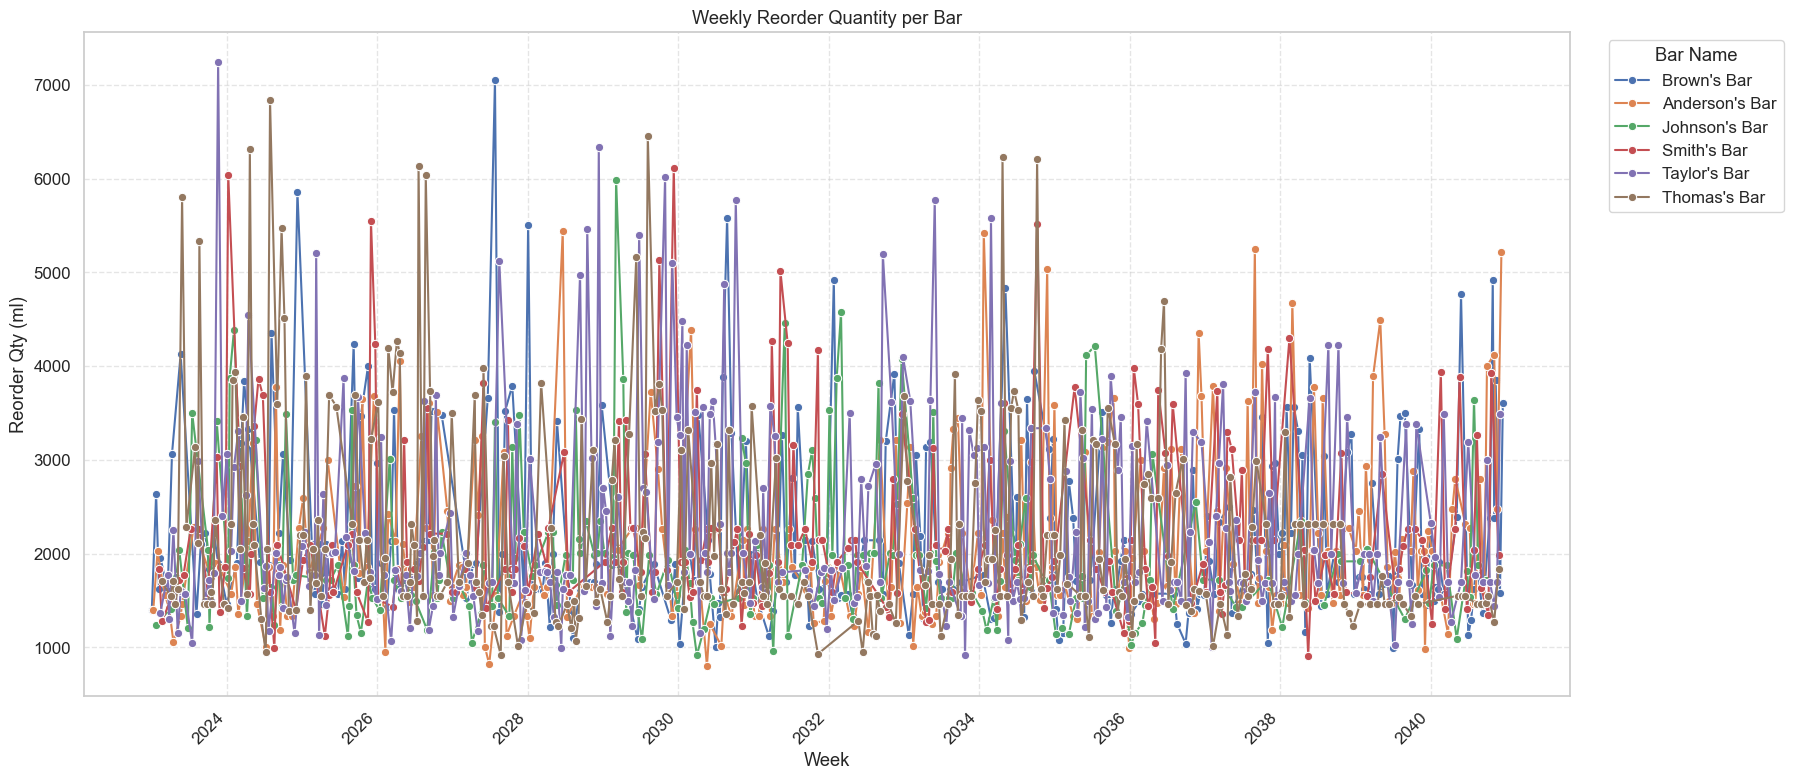 Weekly Reorder Quantity per Bar
Reorder Qty (ml)
7000
6000
5000
4000
3000
2000
1000
2024
2026
2028
2030
2032
2034
2036
2038
2040
Week
Bar Name
Brown's Bar
Anderson's Bar
Johnson's Bar
Smith's Bar
Taylor's Bar
Thomas's Bar